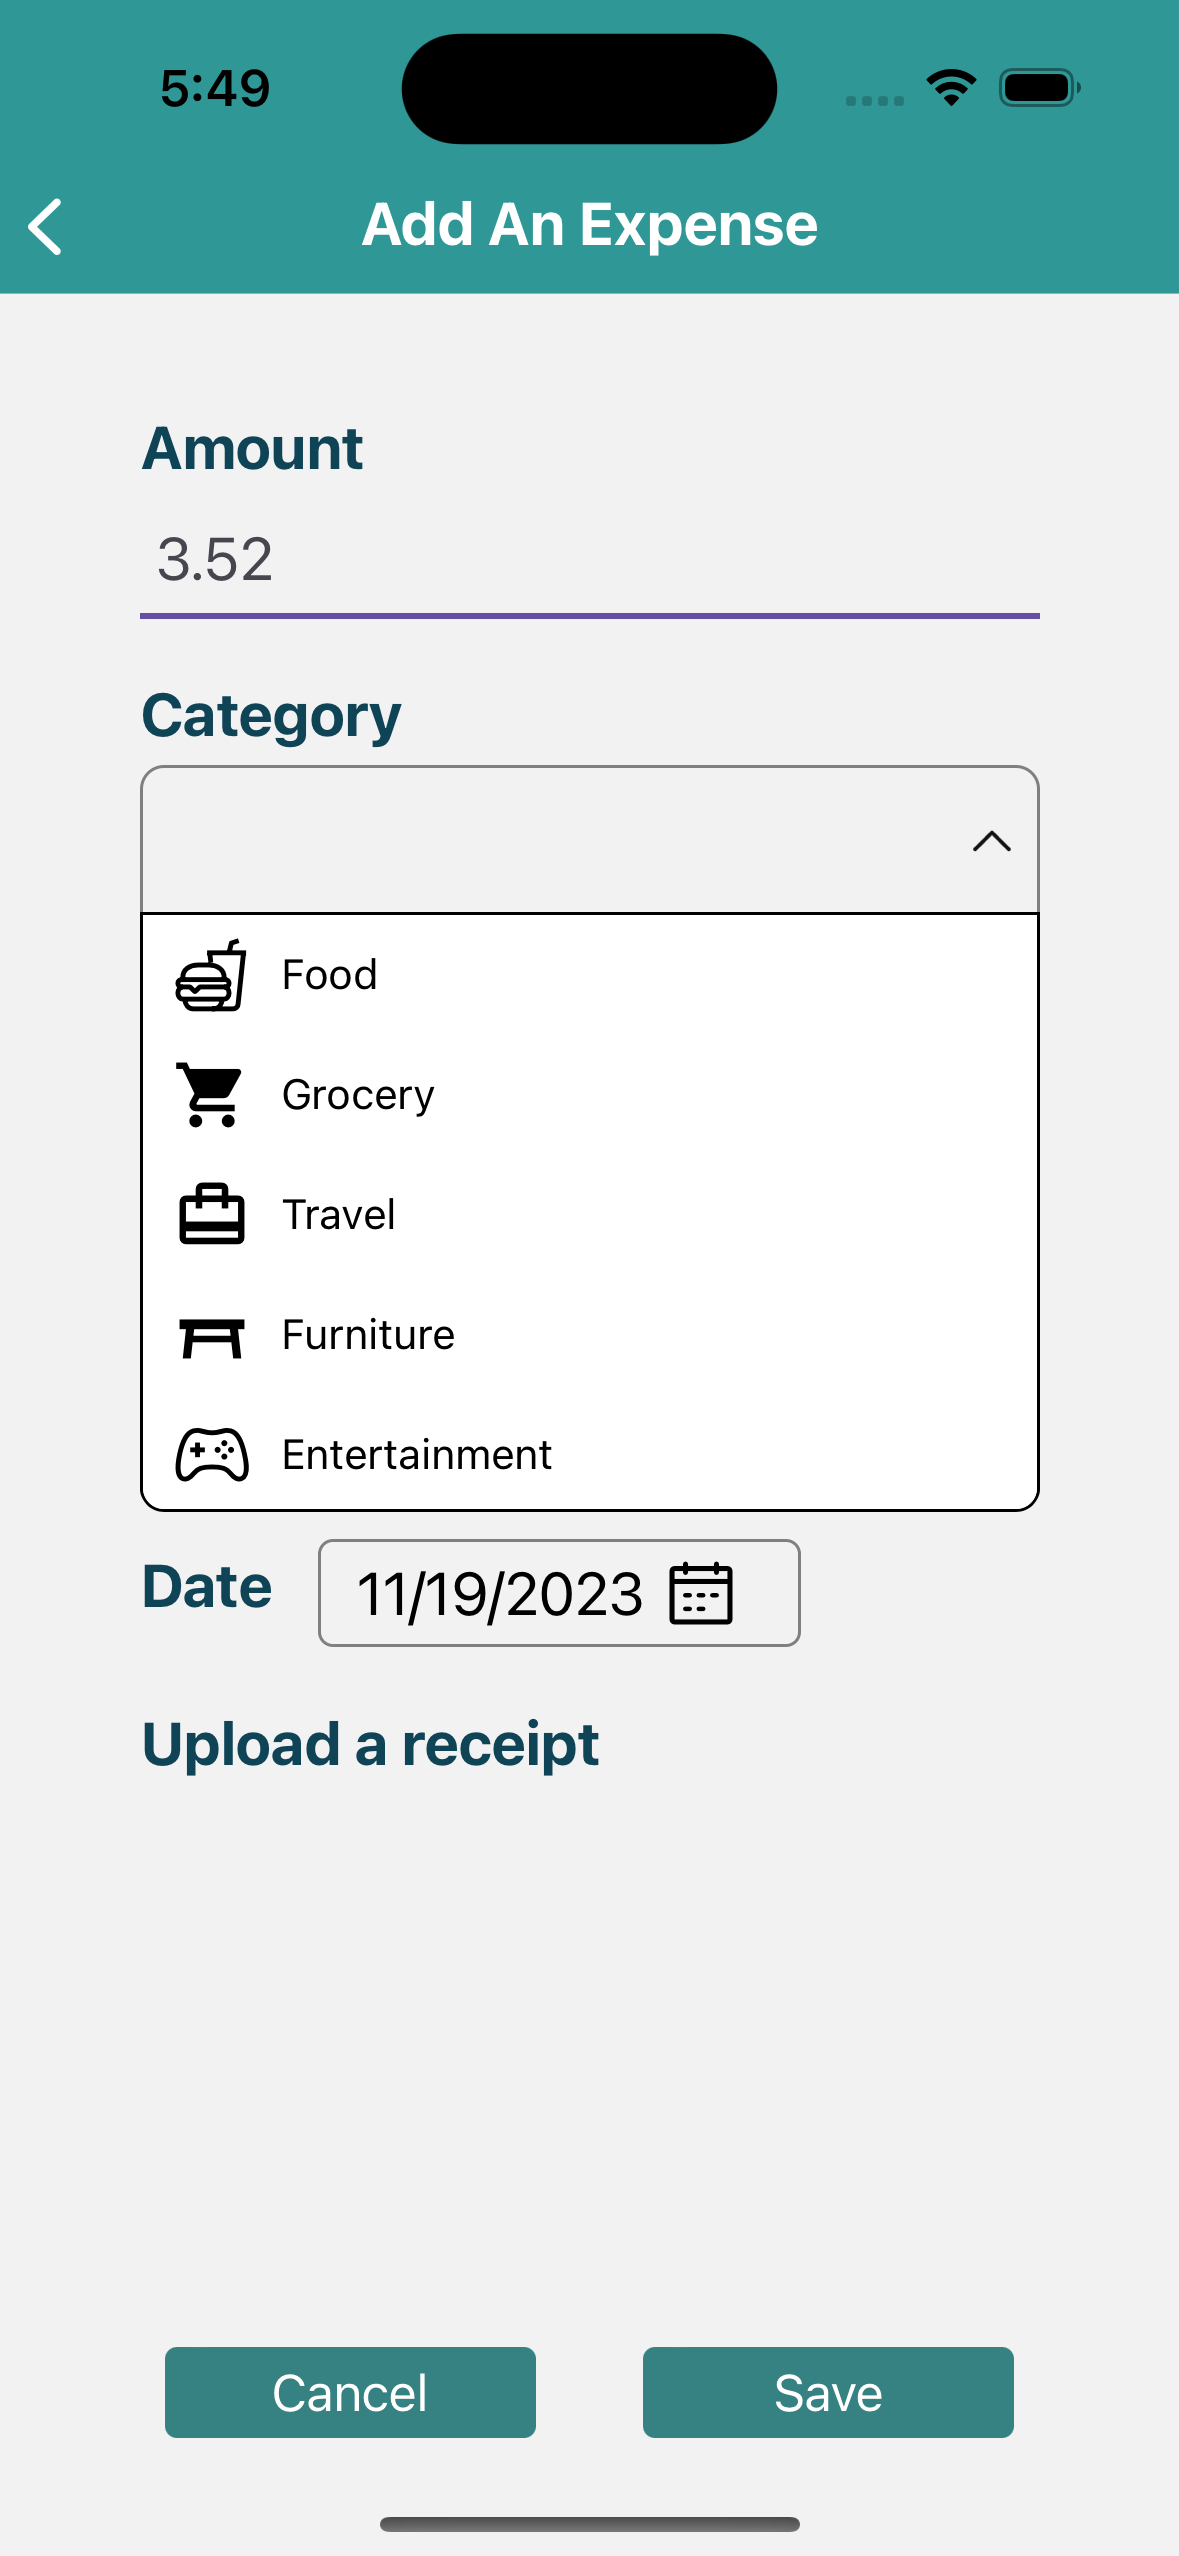 5:49
Add An Expense
Amount
3.52
Category
Food
Grocery
Travel
Furniture
Entertainment
Date 11/19/2023
Upload a receipt
Cancel Save